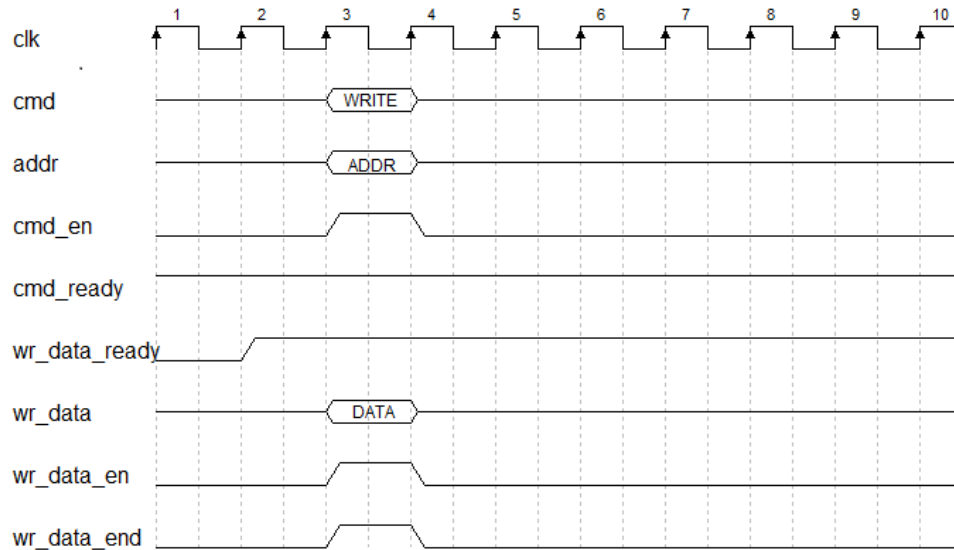 1 2 3 4 5 6 7 8 9 10
clk
cmd WRITE
addr ADDR
cmd_en
cmd_ready
wr_data_ready
wr_data DATA
wr_data_en
wr_data_end